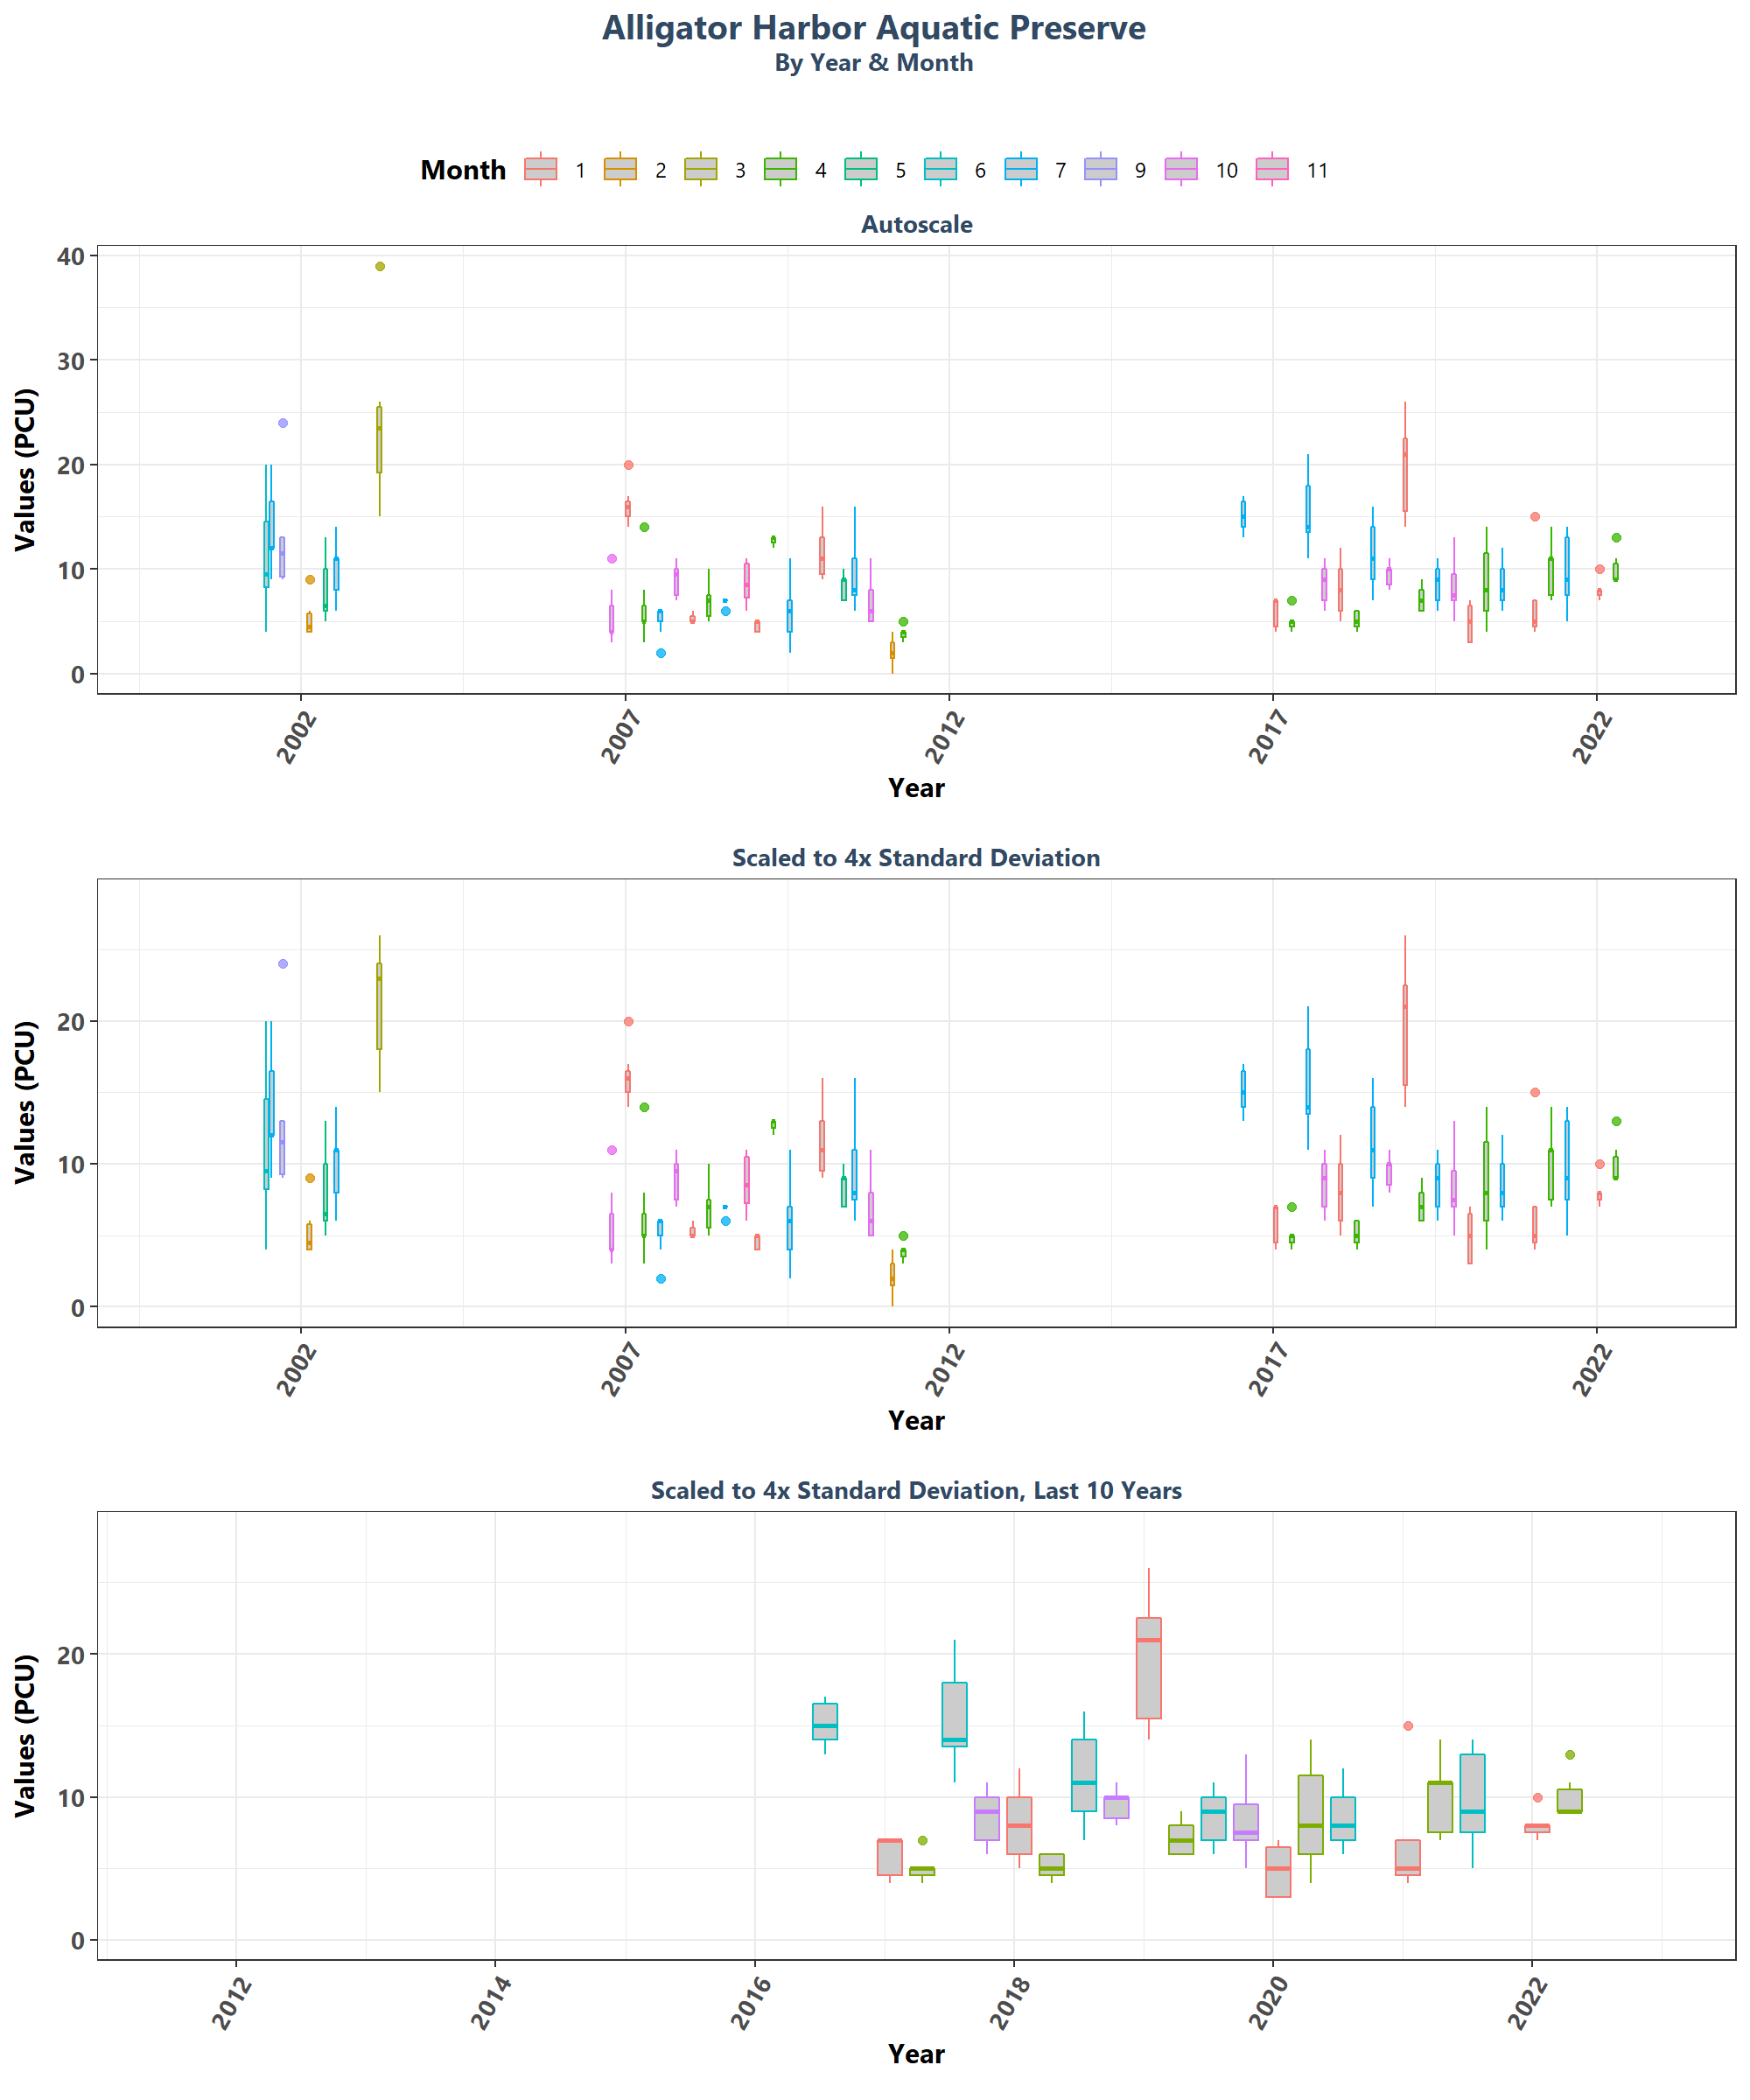 Alligator Harbor Aquatic Preserve
By Year & Month
Month 1 2 3 4 5 6 7 9 10 11
Autoscale
Values (PCU)
40
30
20
10
0
2002 2007 2012 2017 2022
Year
Scaled to 4x Standard Deviation
Values (PCU)
20
10
0
2002 2007 2012 2017 2022
Year
Scaled to 4x Standard Deviation, Last 10 Years
Values (PCU)
20
10
0
2012 2014 2016 2018 2020 2022
Year